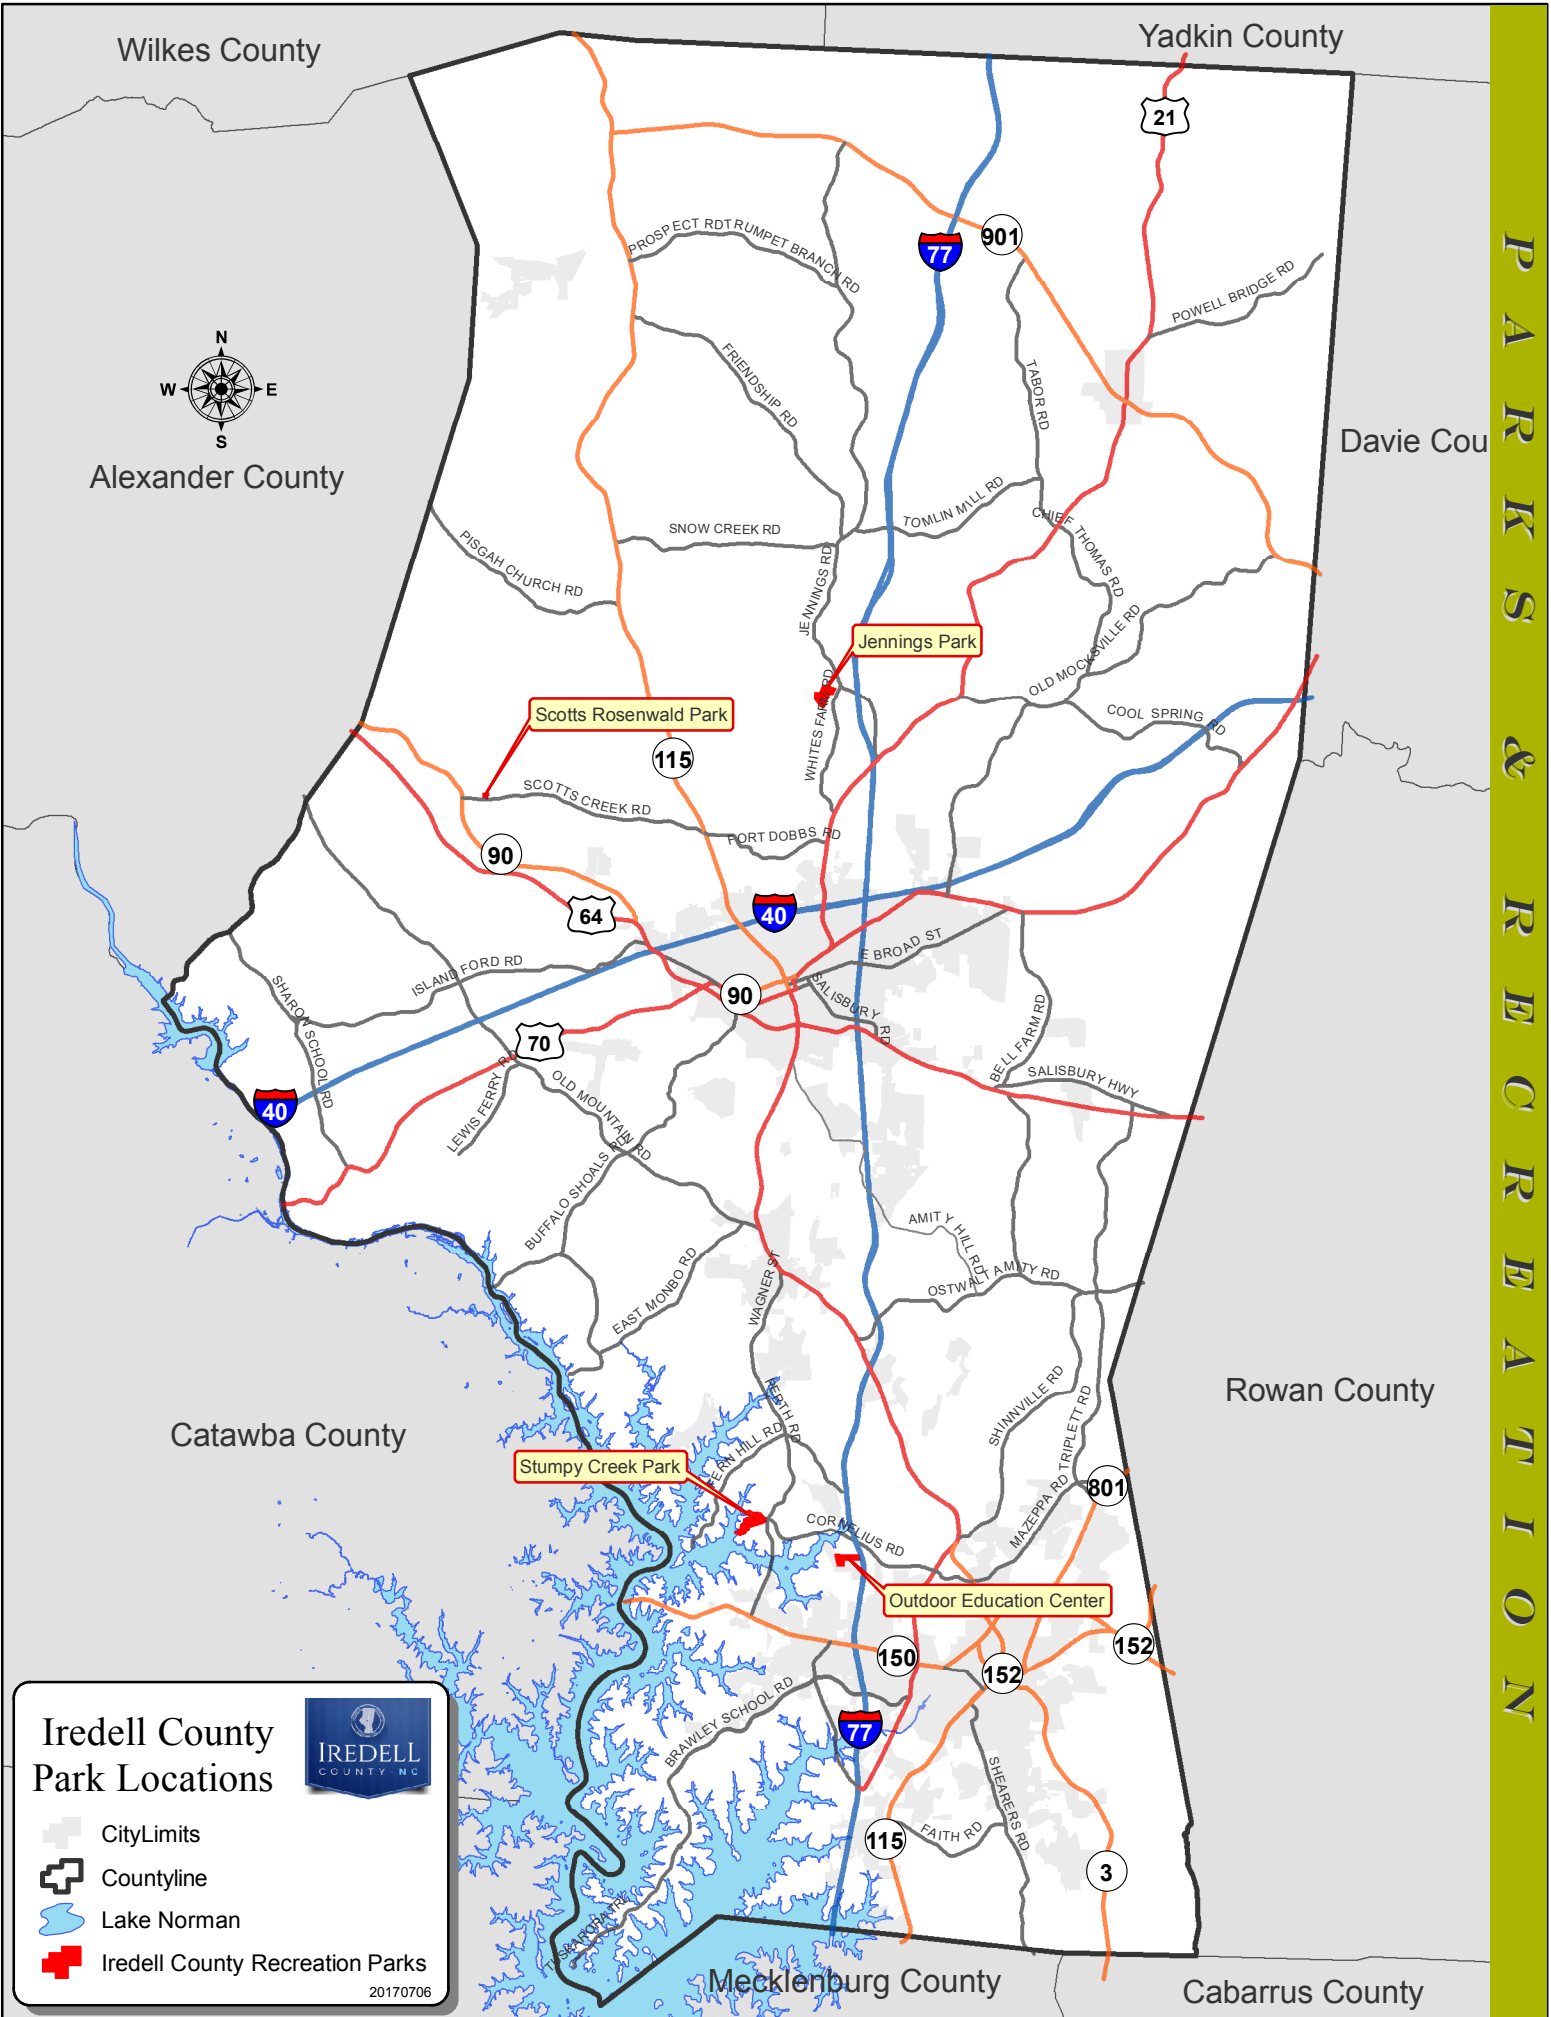 Wilkes County
Yadkin County
21
901
77
PROSPECT RD
TRUMPET BRANCH RD
POWELL BRIDGE RD
N
W E
S
FRIENDSHIP RD
TABOR RD
Davie Cou
Alexander County
TOMLIN MILL RD
SNOW CREEK RD
CHIEF THOMAS RD
PISGAH CHURCH RD
JENNINGS RD
Jennings Park
OLD MOCKSVILLE RD
WHITES FARM RD
Scotts Rosenwald Park
COOL SPRING RD
115
SCOTTS CREEK RD
FORT DOBBS RD
90
64
40
E BROAD ST
ISLAND FORD RD
SHARON SCHOOL RD
90
SALISBURY RD
BELL FARM RD
70
SALISBURY HWY
40
LEWIS FERRY RD
OLD MOUNTAIN RD
BUFFALO SHOALS RD
AMITY HILL RD
EAST MONBO RD
WAGNER ST
OSTWALT AMITY RD
Rowan County
PERTH RD
SHINNVILLE RD
TRIPLETT RD
Catawba County
FERN HILL RD
Stumpy Creek Park
801
MAZEPPA RD
CORNELIUS RD
Outdoor Education Center
150
152
152
BRAWLEY SCHOOL RD
77
SHEARERS RD
115
FAITH RD
3
TUSKARORA TRL
Mecklenburg County
Cabarrus County
Iredell County
Park Locations
IREDELL
COUNTY NC
CityLimits
Countyline
Lake Norman
Iredell County Recreation Parks
20170706
PARKS & RECREATION